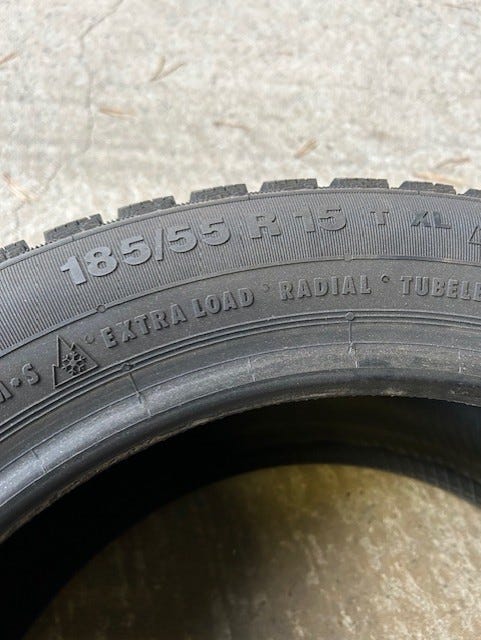 185/55 R 15 T XL
M·S EXTRA LOAD · RADIAL · TUBELE